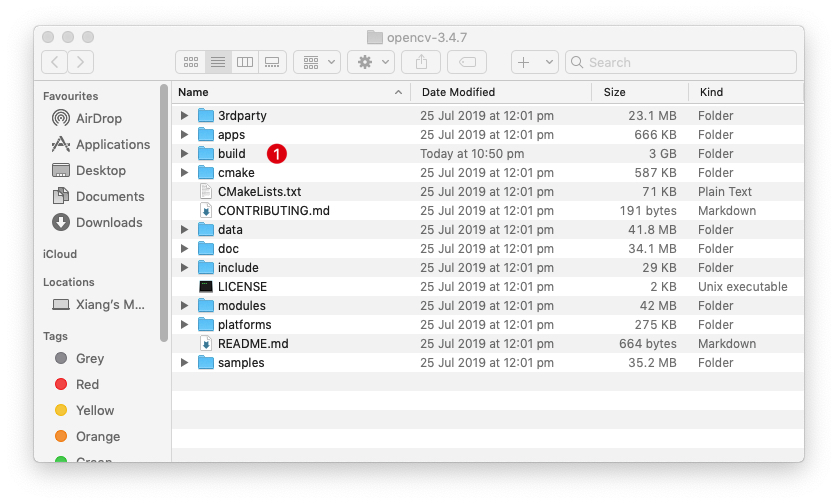 opencv-3.4.7
Search
Favourites
AirDrop
Applications
Desktop
Documents
Downloads
iCloud
Locations
Xiang's M...
Tags
Grey
Red
Yellow
Orange
Green
Name Date Modified Size Kind
3rdparty 25 Jul 2019 at 12:01 pm 23.1 MB Folder
apps 25 Jul 2019 at 12:01 pm 666 KB Folder
build 1 Today at 10:50 pm 3 GB Folder
cmake 25 Jul 2019 at 12:01 pm 587 KB Folder
CMakeLists.txt 25 Jul 2019 at 12:01 pm 71 KB Plain Text
CONTRIBUTING.md 25 Jul 2019 at 12:01 pm 191 bytes Markdown
data 25 Jul 2019 at 12:01 pm 41.8 MB Folder
doc 25 Jul 2019 at 12:01 pm 34.1 MB Folder
include 25 Jul 2019 at 12:01 pm 29 KB Folder
LICENSE 25 Jul 2019 at 12:01 pm 2 KB Unix executable
modules 25 Jul 2019 at 12:01 pm 42 MB Folder
platforms 25 Jul 2019 at 12:01 pm 275 KB Folder
README.md 25 Jul 2019 at 12:01 pm 664 bytes Markdown
samples 25 Jul 2019 at 12:01 pm 35.2 MB Folder